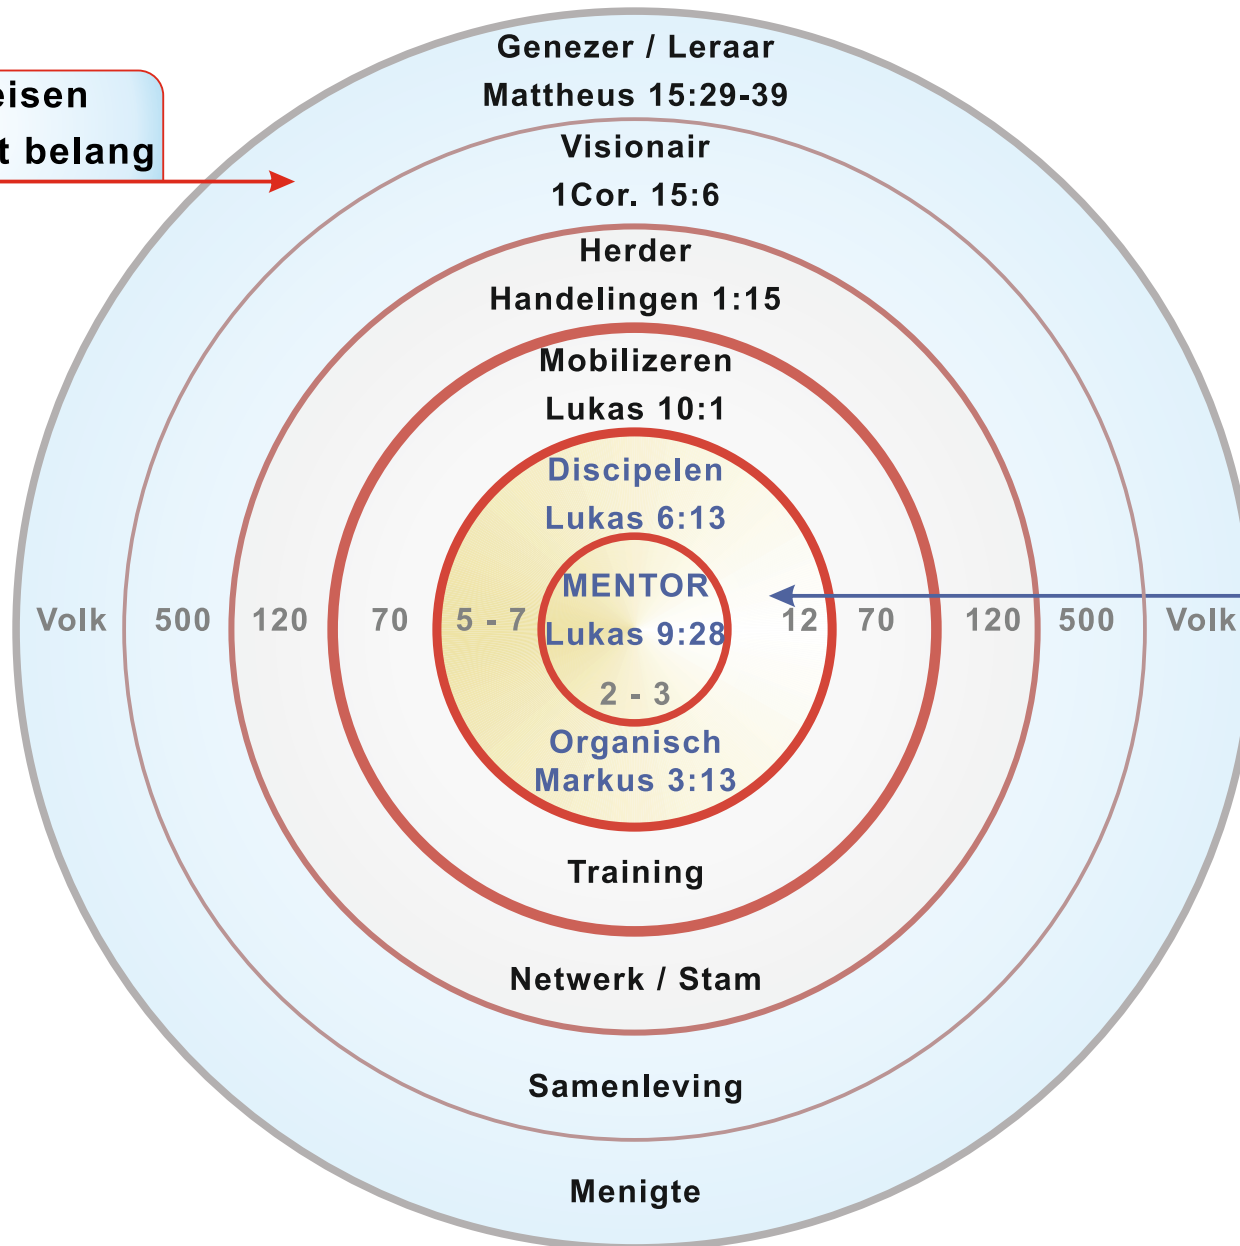 Genezer / Leraar
Mattheus 15:29-39
eisen
t belang
Visionair
1Cor. 15:6
Herder
Handelingen 1:15
Mobilizeren
Lukas 10:1
Discipelen
Lukas 6:13
MENTOR
Volk 500 120 70 5 - 7 Lukas 9:28 12 70 120 500 Volk
2 - 3
Organisch
Markus 3:13
Training
Netwerk / Stam
Samenleving
Menigte